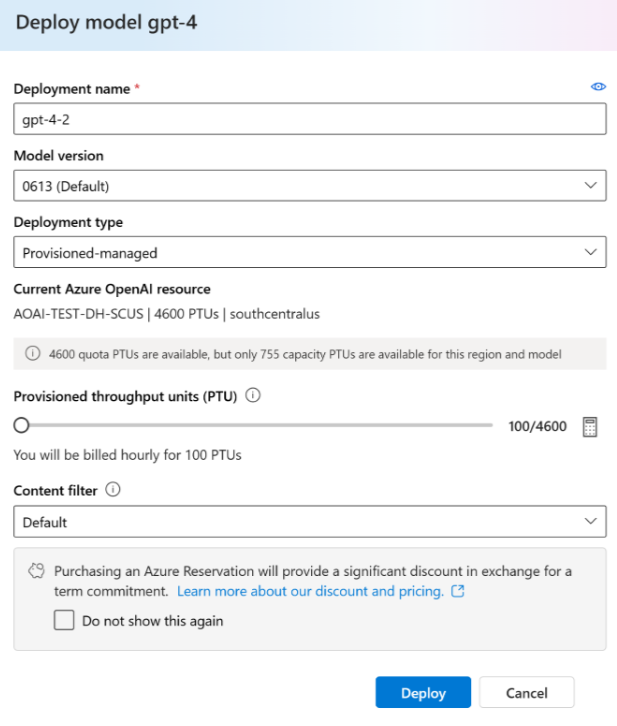 Deploy model gpt-4
Deployment name *
gpt-4-2
Model version
0613 (Default)
Deployment type
Provisioned-managed
Current Azure OpenAI resource
AOAI-TEST-DH-SCUS | 4600 PTUs | southcentralus
4600 quota PTUs are available, but only 755 capacity PTUs are available for this region and model
Provisioned throughput units (PTU)
100/4600
You will be billed hourly for 100 PTUs
Content filter
Default
Purchasing an Azure Reservation will provide a significant discount in exchange for a
term commitment. Learn more about our discount and pricing.
Do not show this again
Deploy Cancel